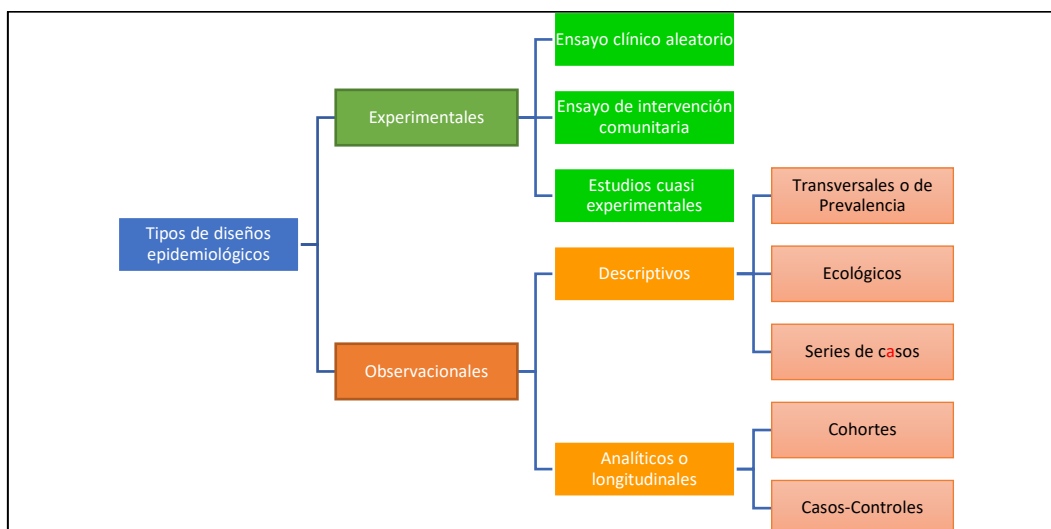 Ensayo clínico aleatorio
Experimentales
Ensayo de intervención
comunitaria
Estudios cuasi
experimentales
Tipos de diseños
epidemiológicos
Transversales o de
Prevalencia
Descriptivos
Ecológicos
Series de casos
Observacionales
Analíticos o
longitudinales
Cohortes
Casos-Controles